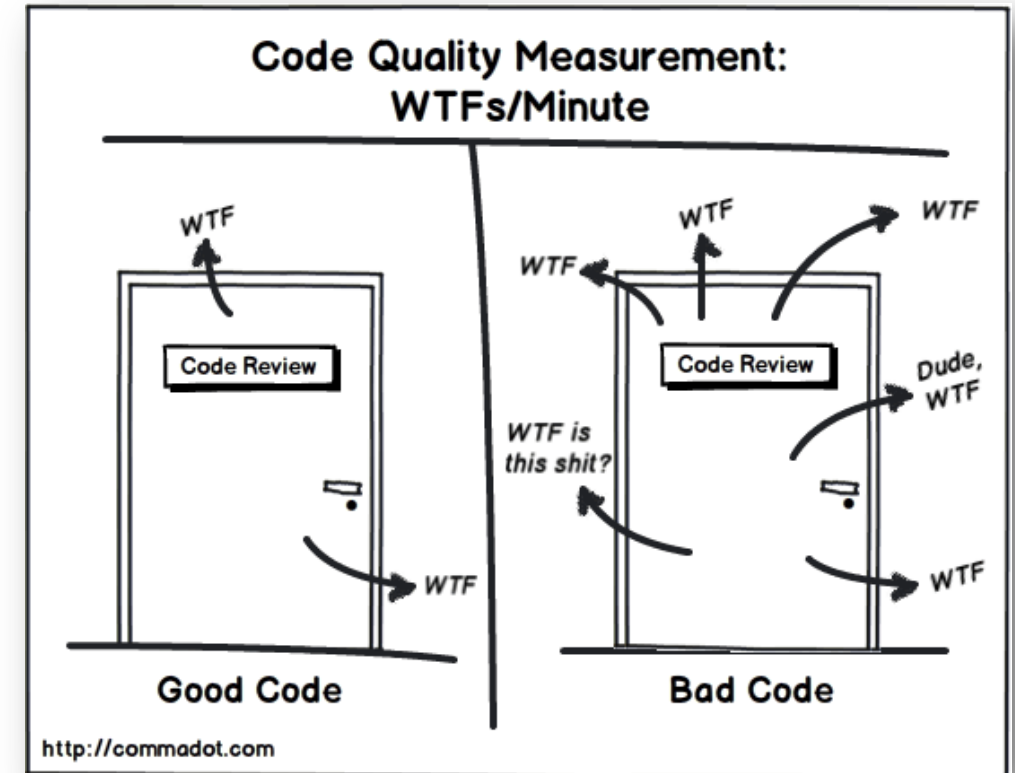 Code Quality Measurement:
WTFs/Minute
WTF
Code Review
WTF
Good Code
WTF
WTF
WTF
Code Review
Dude,
WTF
WTF is
this shit?
WTF
Bad Code
http://commadot.com